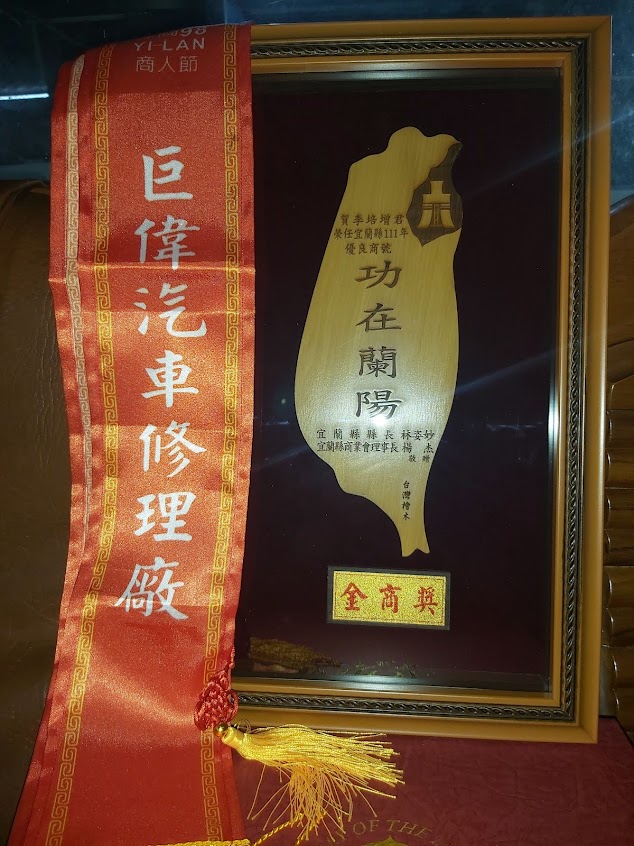 YI-LAN
商人節
巨偉汽車修理廠
賀李培增君
榮任宜蘭縣111年
優良商號
功在蘭陽
宜蘭縣縣長 林姿妙
宜蘭縣商業會理事長 楊 杰
敬贈
台灣檜木
金商獎
OF THE